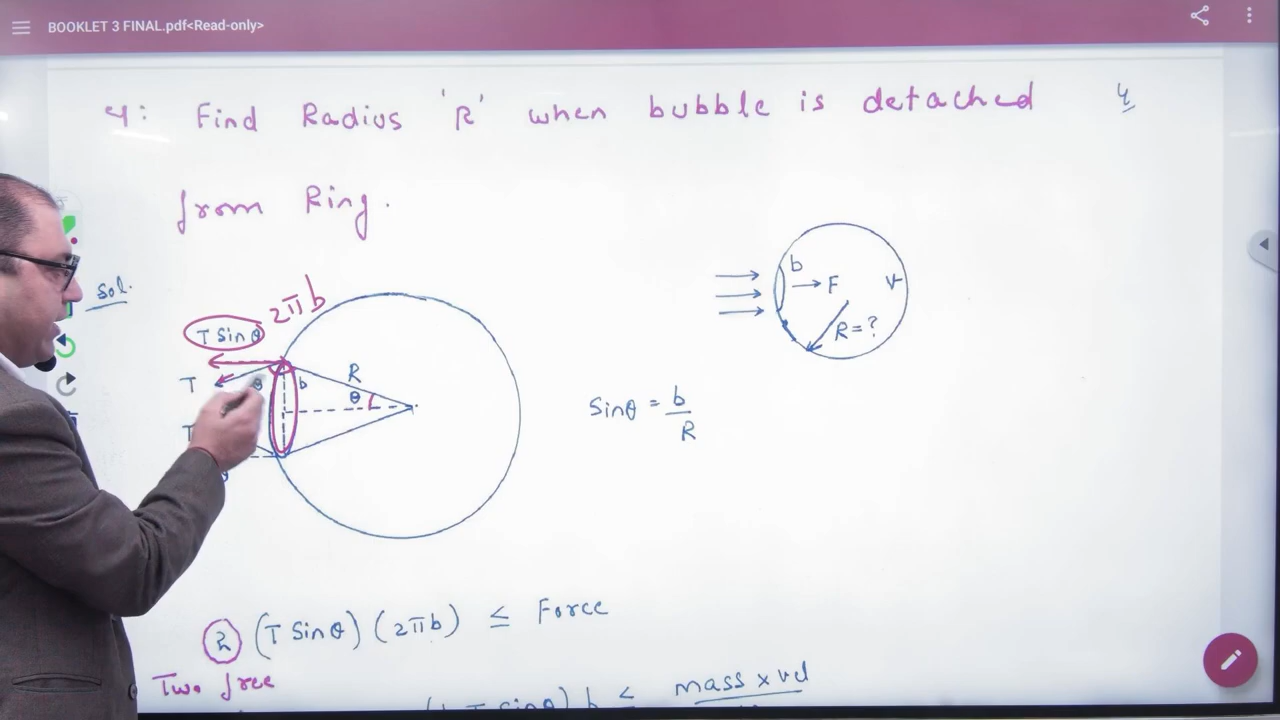 BOOKLET 3 FINAL.pdf<Read-only>
4: Find Radius 'R' when bubble is detached
from Ring.
Sol.
2πb
T Sinθ
T
θ
b
R
θ
T
b
F
v
R=?
Sinθ = b/R
2 (T Sinθ) (2πb) ≤ Force
Two free
mass x vel